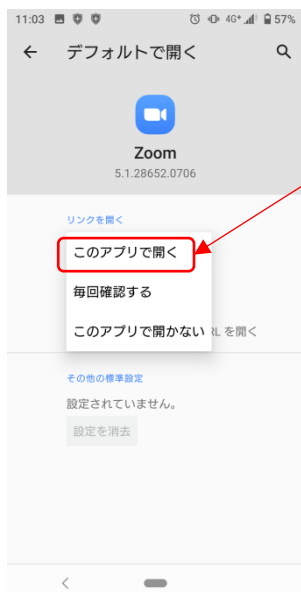 11:03 4G+ 57%
デフォルトで開く
Zoom
5.1.28652.0706
リンクを開く
このアプリで開く
毎回確認する
このアプリで開かない
RL を開く
その他の標準設定
設定されていません。
設定を消去